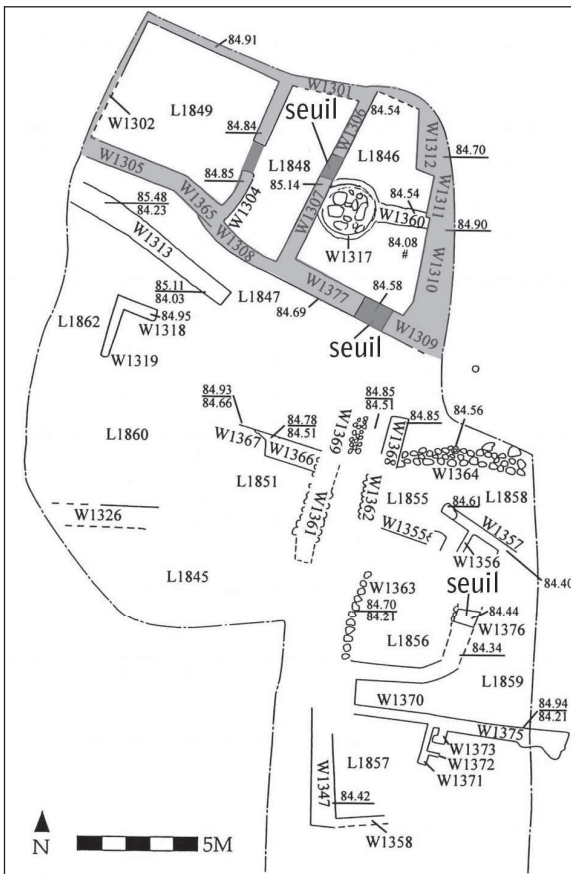 84.91
W1301
84.54
W1306
seuil
L1849
84.84
W1302
L1848
L1846
W1312
84.70
W1305
84.85
85.14
W1304
W1307
84.54
W1311
W1360
84.90
85.48
84.23
W1365
W1308
W1317
84.08
#
W1310
W1313
84.58
W1377
85.11
84.03
L1847
84.69
W1309
seuil
L1862
84.95
W1318
W1319
84.93
84.66
84.85
84.51
84.85
84.56
84.78
84.51
W1369
W1368
L1860
W1367
W1366
W1364
L1851
W1361
W1362
L1855
L1858
84.61
W1326
W1355
W1357
W1356
L1845
84.40
W1363
seuil
84.70
84.21
84.44
W1376
L1856
84.34
L1859
W1370
84.94
84.21
W1375
W1373
L1857
W1372
W1371
W1347
84.42
W1358
N
5M